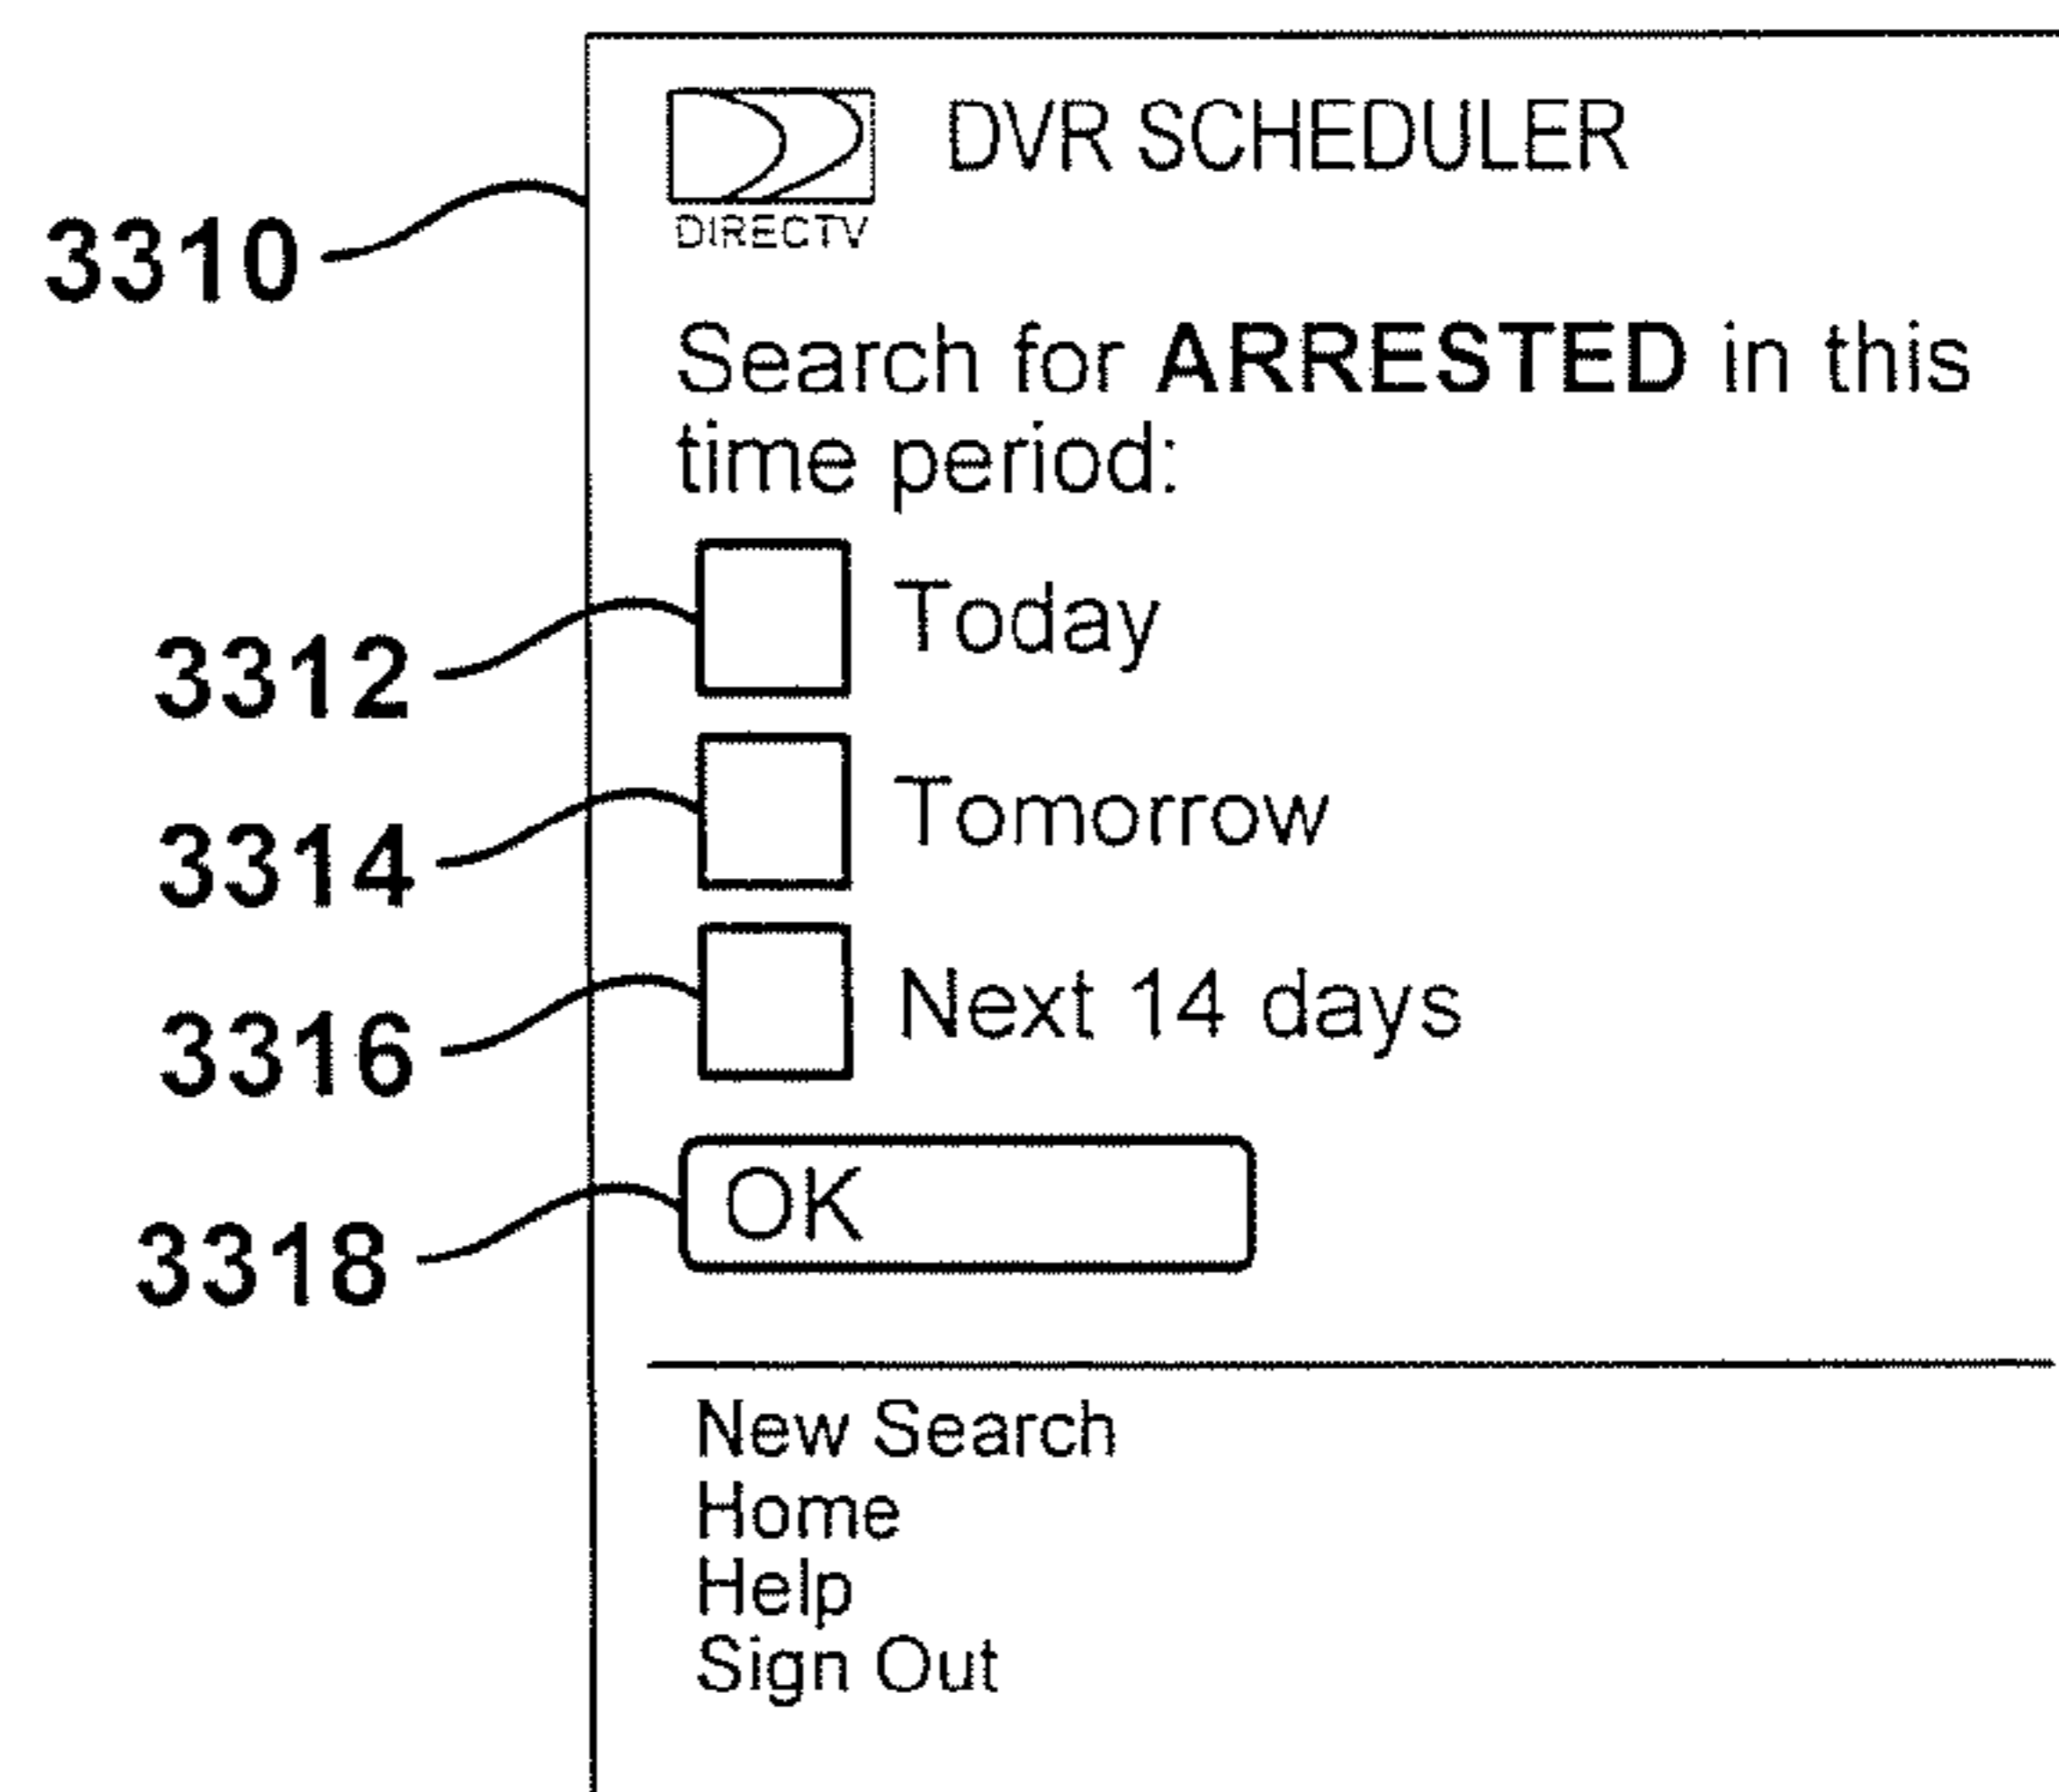 DVR SCHEDULER
DIRECTV
3310
Search for ARRESTED in this
time period:
3312 Today
3314 Tomorrow
3316 Next 14 days
3318 OK
New Search
Home
Help
Sign Out